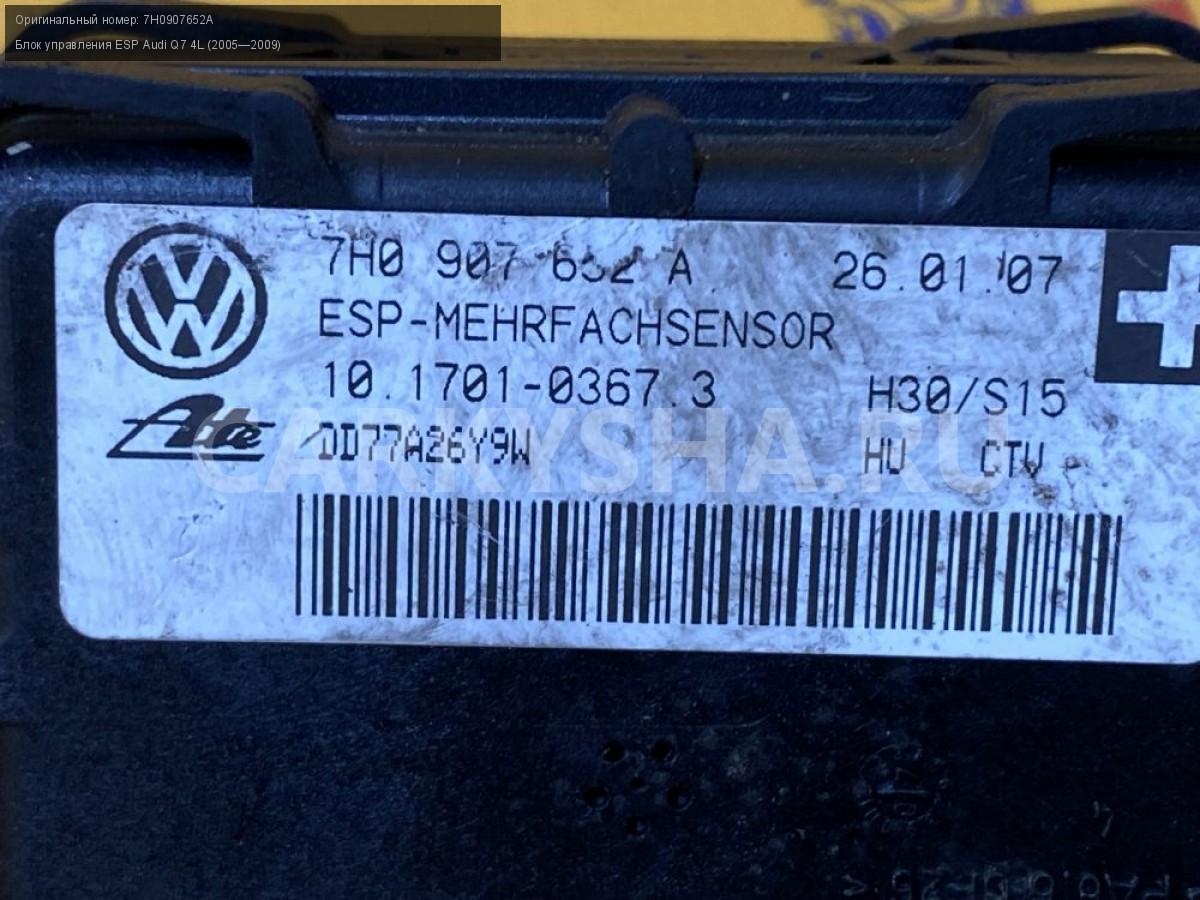 Оригинальный номер: 7H0907652A
Блок управления ESP Audi Q7 4L (2005—2009)
7H0 907 652 A 26.01.07
ESP-MEHRFACHSENSOR
10.1701-0367.3 H30/S15
Ate DD77A26Y9W HU CTV
CARKYSHA.RU